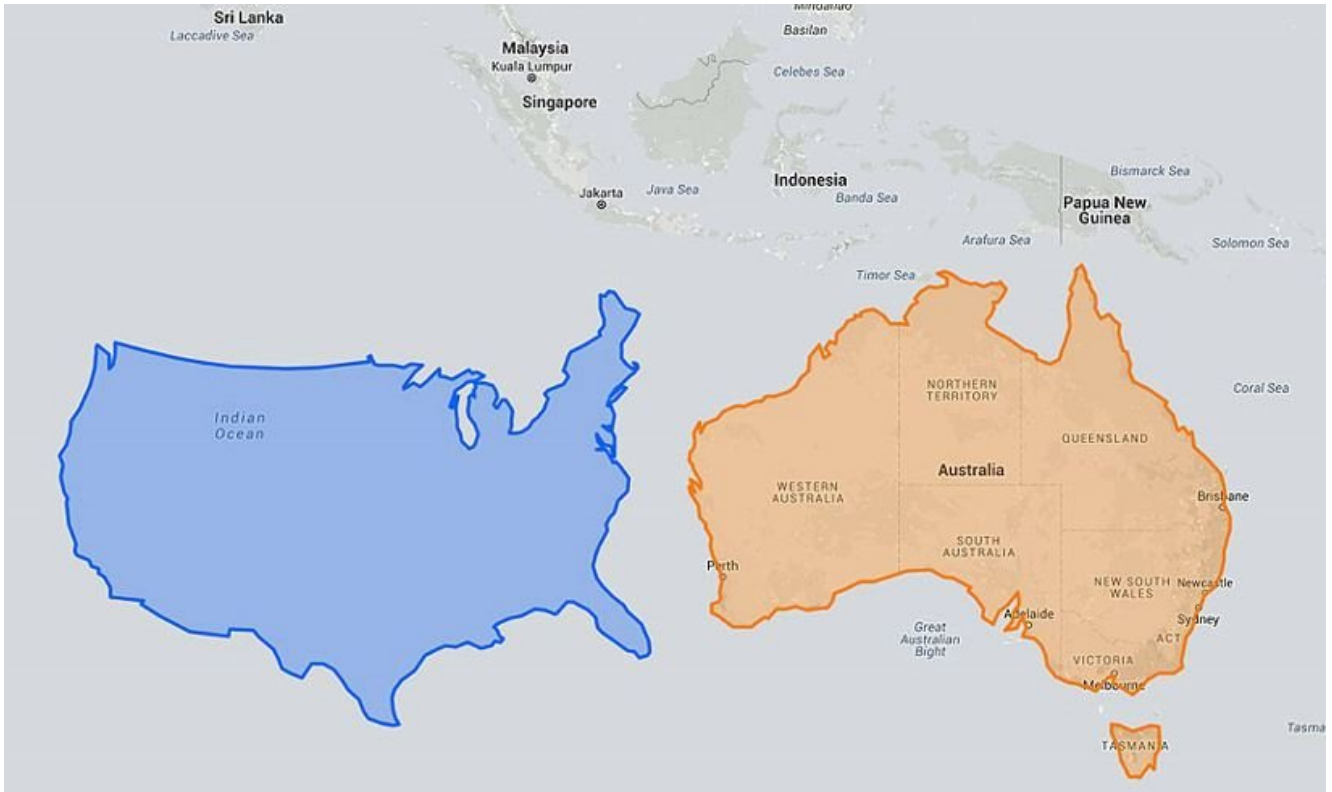 Mindanao
Sri Lanka
Laccadive Sea
Basilan
Malaysia
Kuala Lumpur
Celebes Sea
Singapore
Bismarck Sea
Indonesia
Jakarta
Java Sea
Banda Sea
Papua New
Guinea
Arafura Sea
Solomon Sea
Timor Sea
NORTHERN
TERRITORY
Coral Sea
Indian
Ocean
QUEENSLAND
Australia
WESTERN
AUSTRALIA
Brisbane
SOUTH
AUSTRALIA
Perth
NEW SOUTH
WALES
Newcastle
Adelaide
Sydney
Great
Australian
Bight
ACT
VICTORIA
Melbourne
Tasma
TASMANIA